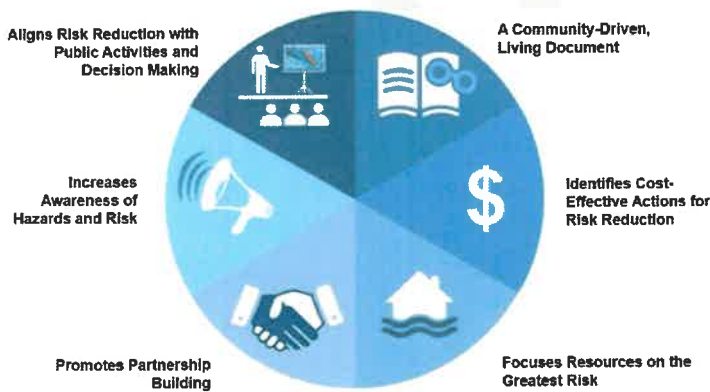 Aligns Risk Reduction with
Public Activities and
Decision Making
A Community-Driven,
Living Document
Increases
Awareness of
Hazards and Risk
$
Identifies Cost-
Effective Actions for
Risk Reduction
Promotes Partnership
Building
Focuses Resources on the
Greatest Risk